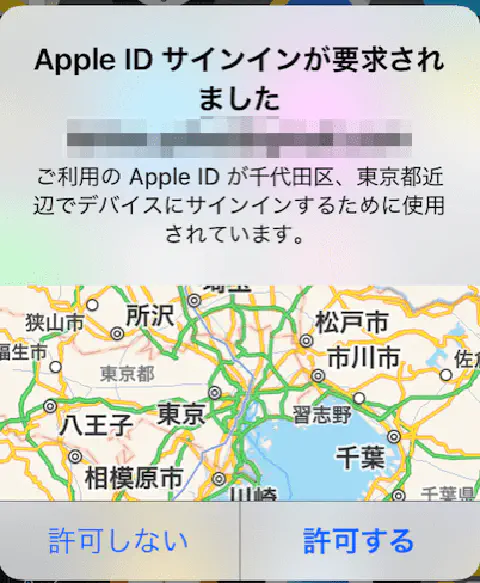 Apple ID サインインが要求され
ました
ご利用の Apple ID が千代田区、東京都近
辺でデバイスにサインインするために使用
されています。
埼玉
狭山市
所沢
松戸市
福生市
市川市
東京都
八王子
東京
習志野
千葉
相模原市
川崎
千葉県
許可しない
許可する